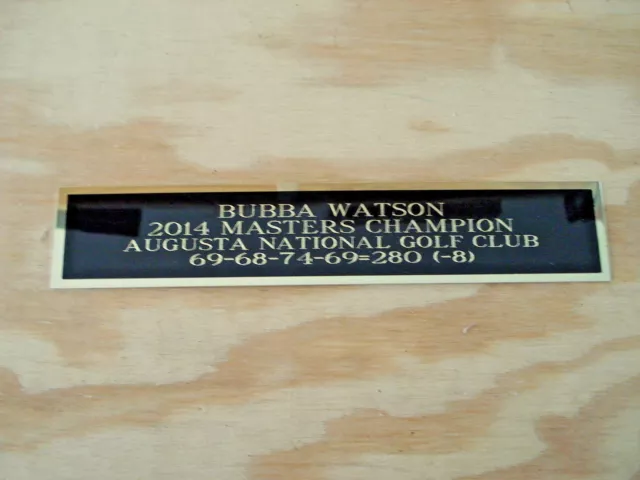 BUBBA WATSON
2014 MASTERS CHAMPION
AUGUSTA NATIONAL GOLF CLUB
69-68-74-69=280 (-8)